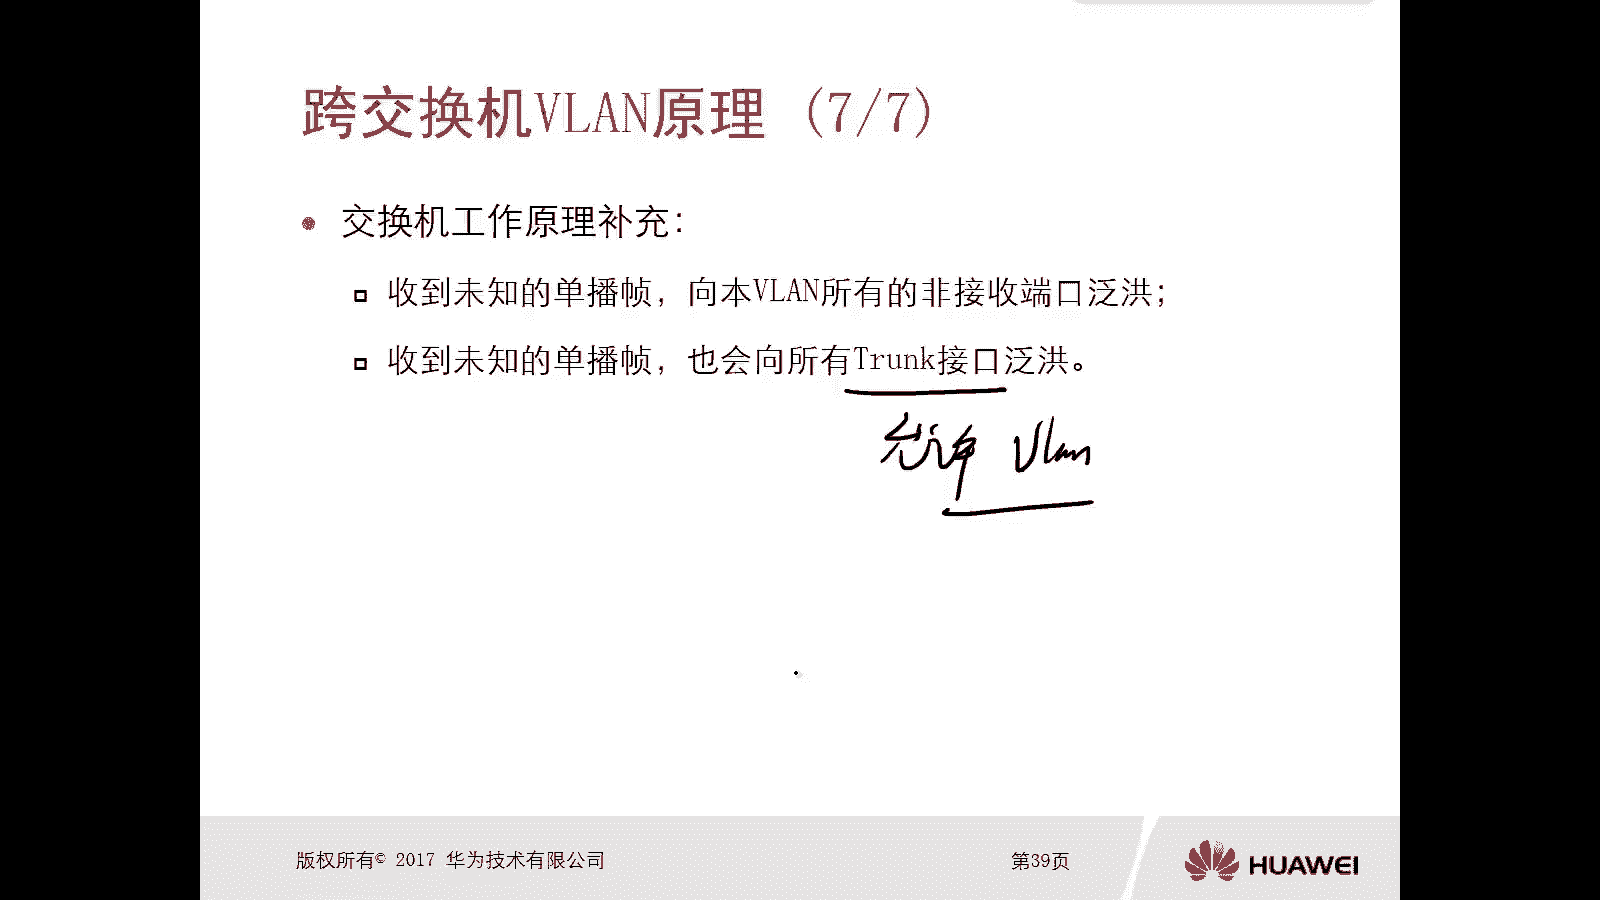 跨交换机VLAN原理（7/7）
交换机工作原理补充：
收到未知的单播帧，向本VLAN所有的非接收端口泛洪；
收到未知的单播帧，也会向所有Trunk接口泛洪。
允许 Vlan
版权所有© 2017 华为技术有限公司
第39页
HUAWEI